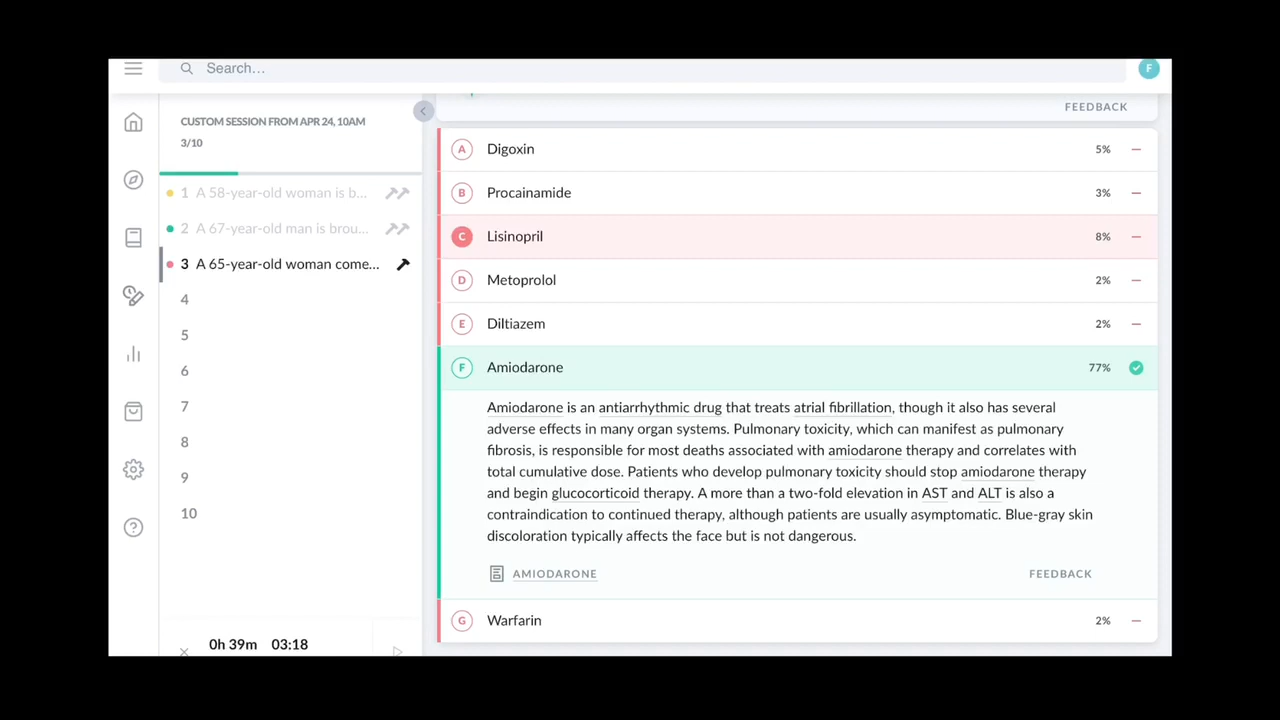 Search…
F
FEEDBACK
CUSTOM SESSION FROM APR 24, 10AM
3/10
1 A 58-year-old woman is b...
2 A 67-year-old man is brou...
3 A 65-year-old woman come...
4
5
6
7
8
9
10
0h 39m 03:18
A Digoxin 5%
B Procainamide 3%
C Lisinopril 8%
D Metoprolol 2%
E Diltiazem 2%
F Amiodarone 77%
Amiodarone is an antiarrhythmic drug that treats atrial fibrillation, though it also has several
adverse effects in many organ systems. Pulmonary toxicity, which can manifest as pulmonary
fibrosis, is responsible for most deaths associated with amiodarone therapy and correlates with
total cumulative dose. Patients who develop pulmonary toxicity should stop amiodarone therapy
and begin glucocorticoid therapy. A more than a two-fold elevation in AST and ALT is also a
contraindication to continued therapy, although patients are usually asymptomatic. Blue-gray skin
discoloration typically affects the face but is not dangerous.
AMIODARONE FEEDBACK
G Warfarin 2%